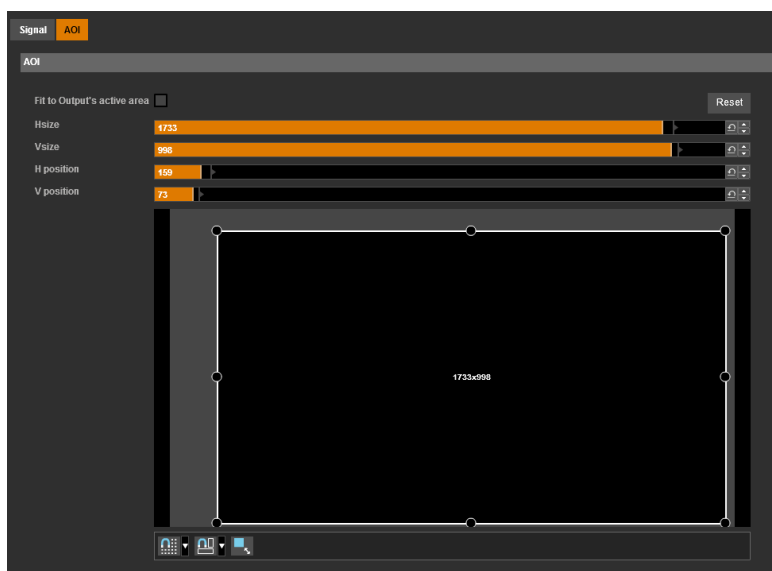 Signal AOI
AOI
Fit to Output's active area
Reset
Hsize
1733
Vsize
998
H position
159
V position
73
1733x998